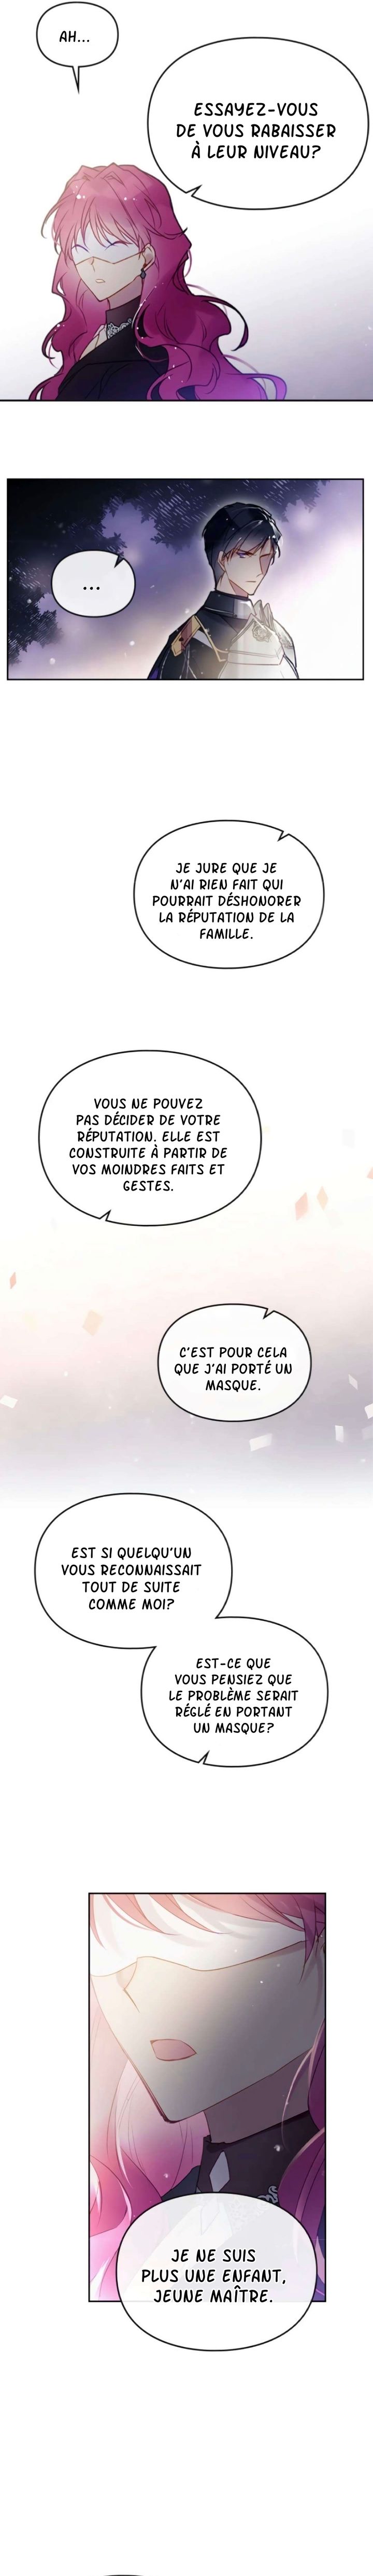 AH...
ESSAYEZ-VOUS
DE VOUS RABAISSER
À LEUR NIVEAU?
...
JE JURE QUE JE
N'AI RIEN FAIT QUI
POURRAIT DÉSHONORER
LA RÉPUTATION DE LA
FAMILLE.
VOUS NE POUVEZ
PAS DÉCIDER DE VOTRE
RÉPUTATION. ELLE EST
CONSTRUITE À PARTIR DE
VOS MOINDRES FAITS ET
GESTES.
C'EST POUR CELA
QUE J'AI PORTÉ UN
MASQUE.
EST SI QUELQU'UN
VOUS RECONNAISSAIT
TOUT DE SUITE
COMME MOI?
EST-CE QUE
VOUS PENSIEZ QUE
LE PROBLÈME SERAIT
RÉGLÉ EN PORTANT
UN MASQUE?
JE NE SUIS
PLUS UNE ENFANT,
JEUNE MAÎTRE.